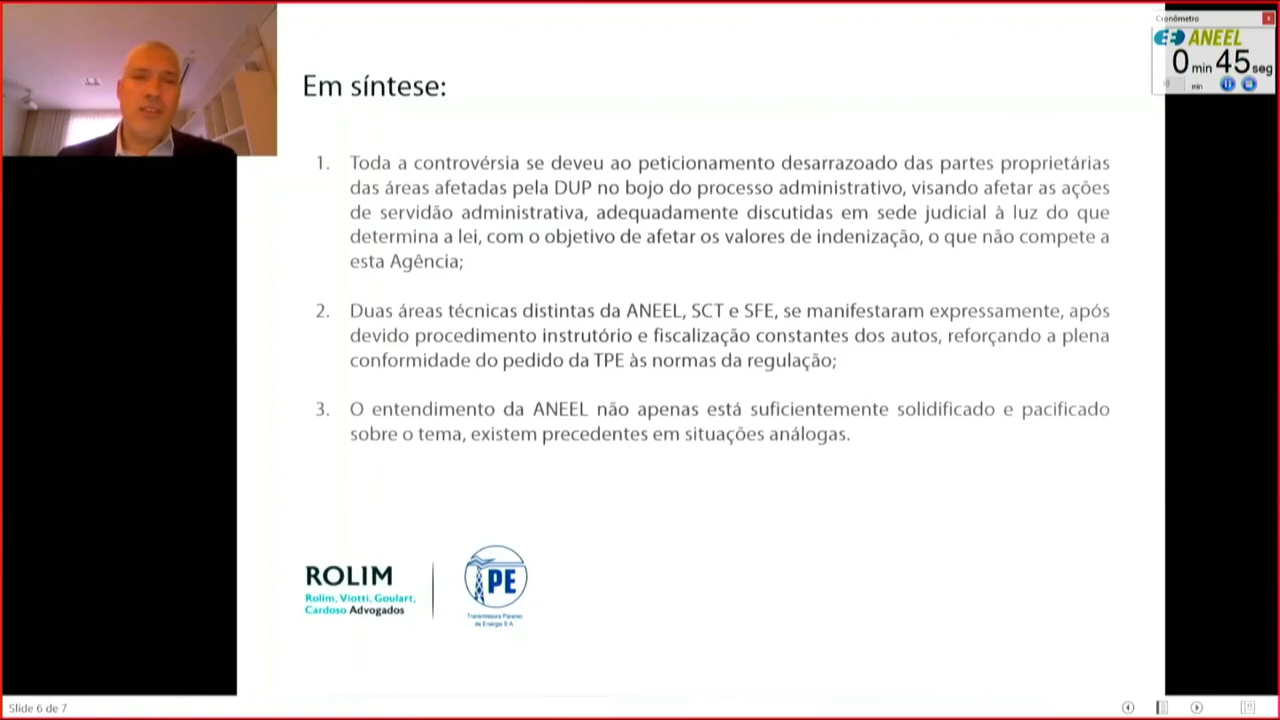 Cronômetro
ANEEL
0 min 45 seg
min
Em síntese:
1. Toda a controvérsia se deveu ao peticionamento desarrazoado das partes proprietárias
das áreas afetadas pela DUP no bojo do processo administrativo, visando afetar as ações
de servidão administrativa, adequadamente discutidas em sede judicial à luz do que
determina a lei, com o objetivo de afetar os valores de indenização, o que não compete a
esta Agência;
2. Duas áreas técnicas distintas da ANEEL, SCT e SFE, se manifestaram expressamente, após
devido procedimento instrutório e fiscalização constantes dos autos, reforçando a plena
conformidade do pedido da TPE às normas da regulação;
3. O entendimento da ANEEL não apenas está suficientemente solidificado e pacificado
sobre o tema, existem precedentes em situações análogas.
ROLIM
Rolim, Viotti, Goulart,
Cardoso Advogados
PE
Transmissora Paraíso
de Energia S.A.
Slide 6 de 7